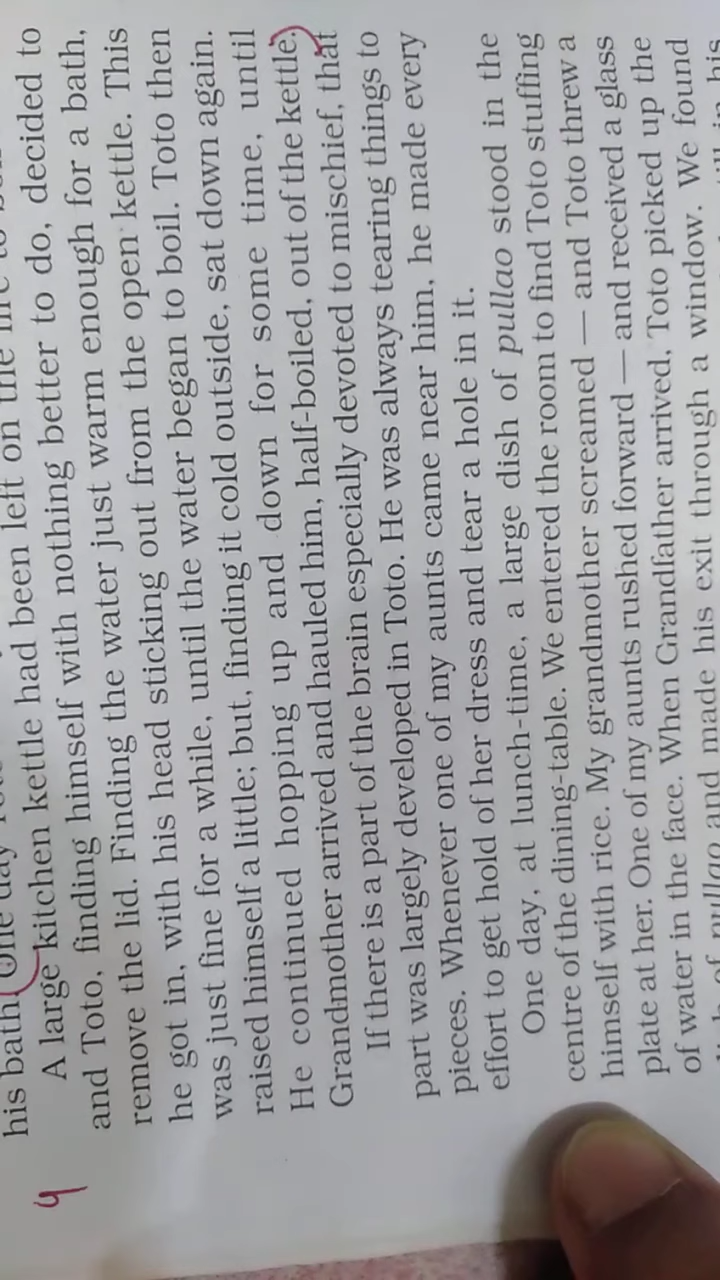 his bath. One day
A large kitchen kettle had been left on the
and Toto, finding himself with nothing better to do, decided to
remove the lid. Finding the water just warm enough for a bath,
he got in, with his head sticking out from the open kettle. This
was just fine for a while, until the water began to boil. Toto then
raised himself a little; but, finding it cold outside, sat down again.
He continued hopping up and down for some time, until
Grandmother arrived and hauled him, half-boiled, out of the kettle.
If there is a part of the brain especially devoted to mischief, that
part was largely developed in Toto. He was always tearing things to
pieces. Whenever one of my aunts came near him, he made every
effort to get hold of her dress and tear a hole in it.
One day, at lunch-time, a large dish of pullao stood in the
centre of the dining-table. We entered the room to find Toto stuffing
himself with rice. My grandmother screamed — and Toto threw a
plate at her. One of my aunts rushed forward — and received a glass
of water in the face. When Grandfather arrived, Toto picked up the
of pullao and made his exit through a window. We found
his
4